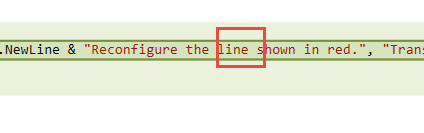 .NewLine & "Reconfigure the line shown in red.", "Trans